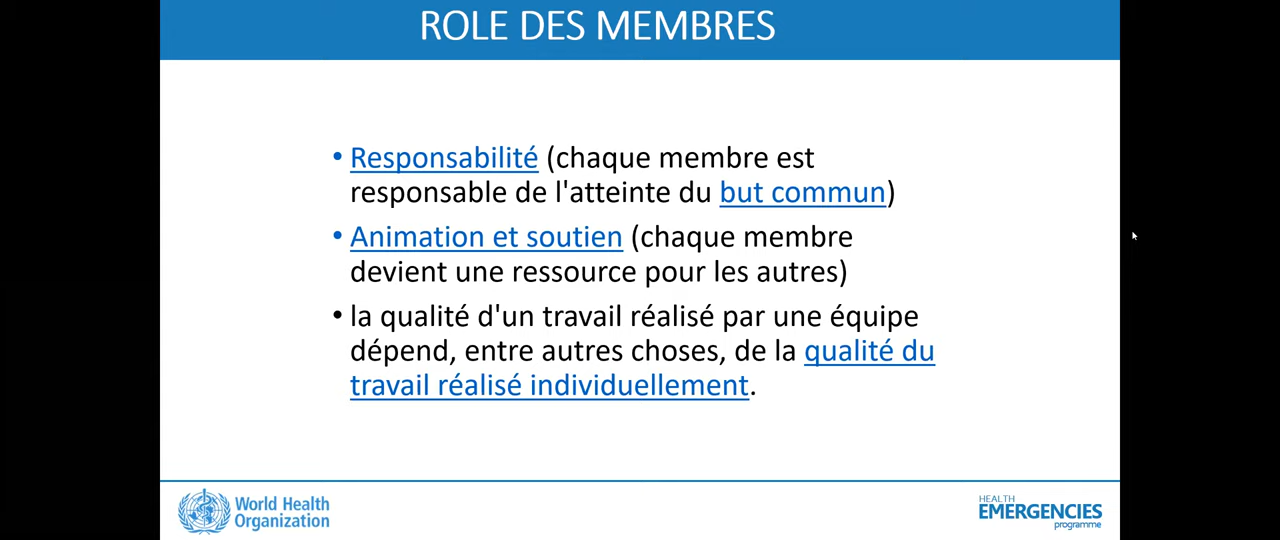 ROLE DES MEMBRES
• Responsabilité (chaque membre est
responsable de l'atteinte du but commun)
• Animation et soutien (chaque membre
devient une ressource pour les autres)
• la qualité d'un travail réalisé par une équipe
dépend, entre autres choses, de la qualité du
travail réalisé individuellement.
World Health
Organization
HEALTH
EMERGENCIES
programme